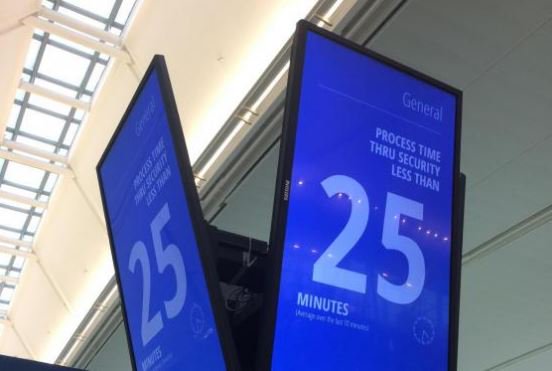 General
PROCESS TIME
THRU SECURITY
LESS THAN
25
MINUTES
General
PROCESS TIME
THRU SECURITY
LESS THAN
25
MINUTES
(Average over the last 10 minutes)